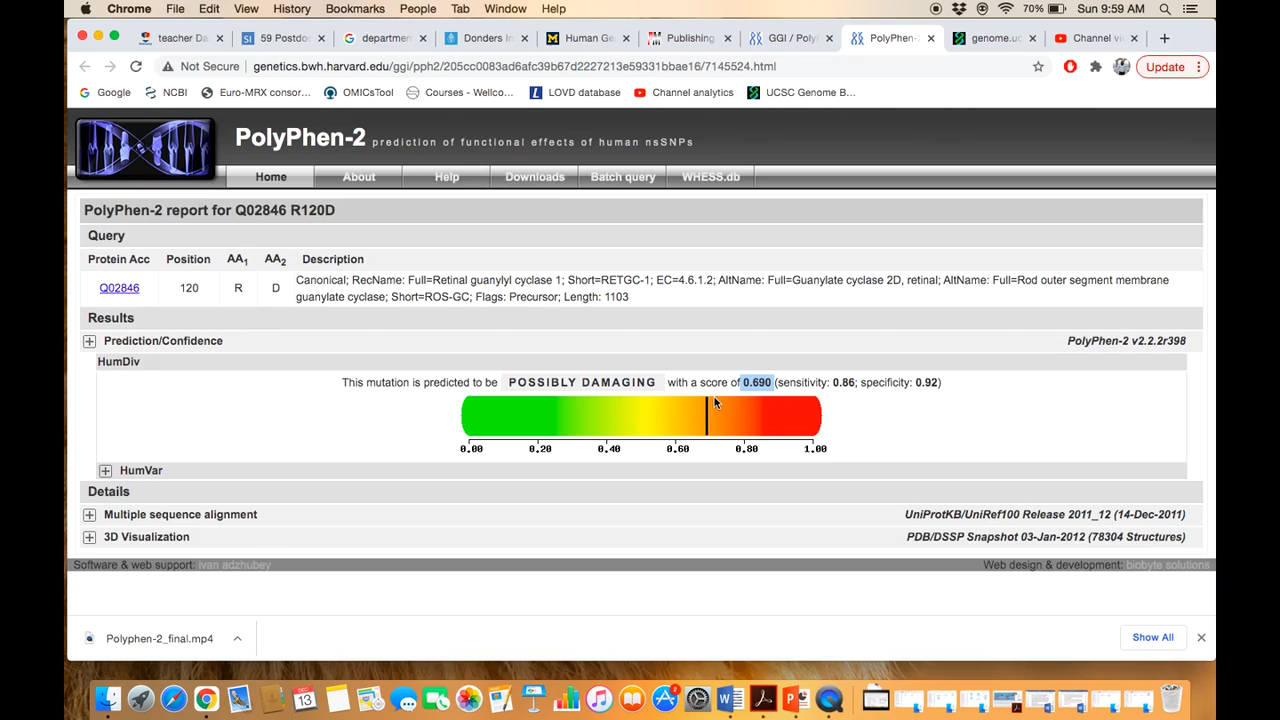 Chrome File Edit View History Bookmarks People Tab Window Help 70% Sun 9:59 AM
teacher Da 59 Postdoc departmen Donders In Human Ge Publishing GGI / Poly PolyPhen- genome.uc Channel vi
Not Secure genetics.bwh.harvard.edu/ggi/pph2/205cc0083ad6afc39b67d2227213e59331bbae16/7145524.html Update
Google NCBI Euro-MRX consor... OMICsTool Courses - Wellco... LOVD database Channel analytics UCSC Genome B...
PolyPhen-2 prediction of functional effects of human nsSNPs
Home About Help Downloads Batch query WHESS.db
PolyPhen-2 report for Q02846 R120D
Query
Protein Acc Position AA1 AA2 Description
Q02846 120 R D Canonical; RecName: Full=Retinal guanylyl cyclase 1; Short=RETGC-1; EC=4.6.1.2; AltName: Full=Guanylate cyclase 2D, retinal; AltName: Full=Rod outer segment membrane
guanylate cyclase; Short=ROS-GC; Flags: Precursor; Length: 1103
Results
Prediction/Confidence PolyPhen-2 v2.2.2r398
HumDiv
This mutation is predicted to be POSSIBLY DAMAGING with a score of 0.690 (sensitivity: 0.86; specificity: 0.92)
0.00 0.20 0.40 0.60 0.80 1.00
HumVar
Details
Multiple sequence alignment UniProtKB/UniRef100 Release 2011_12 (14-Dec-2011)
3D Visualization PDB/DSSP Snapshot 03-Jan-2012 (78304 Structures)
Software & web support: ivan adzhubey Web design & development: biobyte solutions
Polyphen-2_final.mp4 Show All